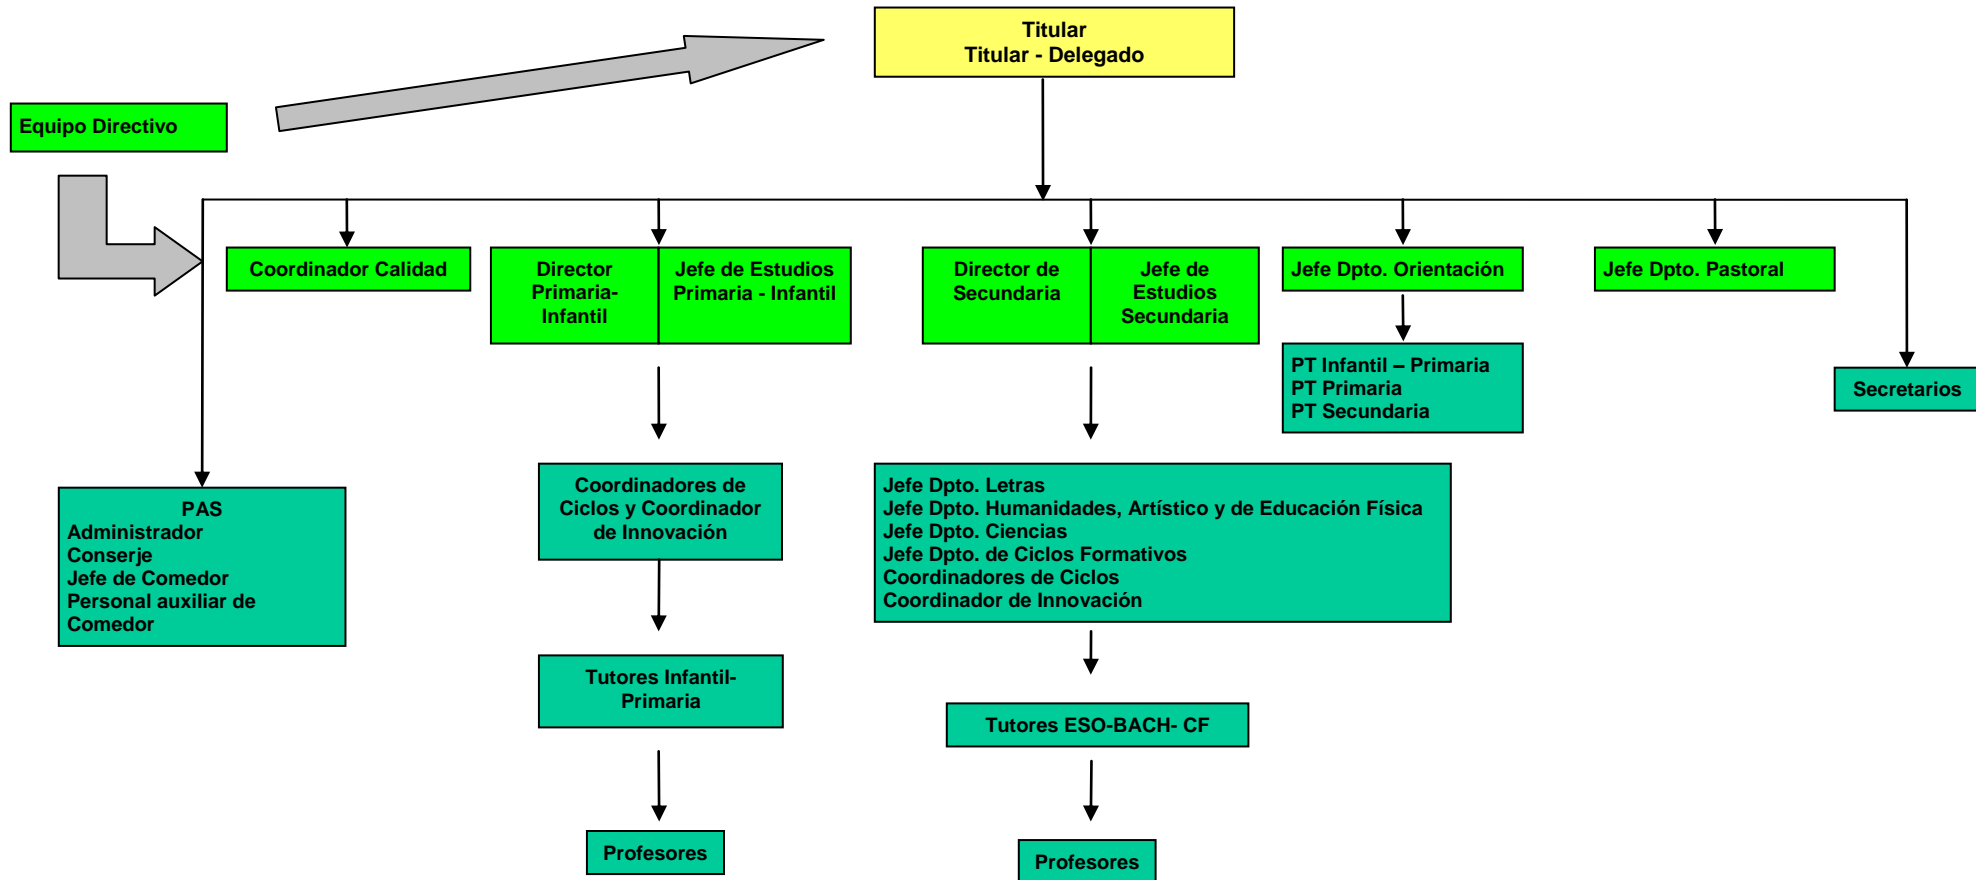 Titular
Titular - Delegado
Equipo Directivo
Coordinador Calidad
Director
Primaria-
Infantil
Jefe de Estudios
Primaria - Infantil
Director de
Secundaria
Jefe de
Estudios
Secundaria
Jefe Dpto. Orientación
Jefe Dpto. Pastoral
PT Infantil – Primaria
PT Primaria
PT Secundaria
Secretarios
PAS
Administrador
Conserje
Jefe de Comedor
Personal auxiliar de
Comedor
Coordinadores de
Ciclos y Coordinador
de Innovación
Jefe Dpto. Letras
Jefe Dpto. Humanidades, Artístico y de Educación Física
Jefe Dpto. Ciencias
Jefe Dpto. de Ciclos Formativos
Coordinadores de Ciclos
Coordinador de Innovación
Tutores Infantil-
Primaria
Tutores ESO-BACH- CF
Profesores
Profesores